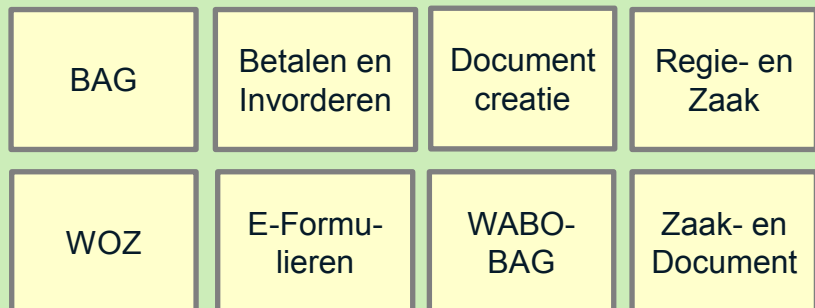 BAG
Betalen en
Invorderen
Document
creatie
Regie- en
Zaak
WOZ
E-Formu-
lieren
WABO-
BAG
Zaak- en
Document